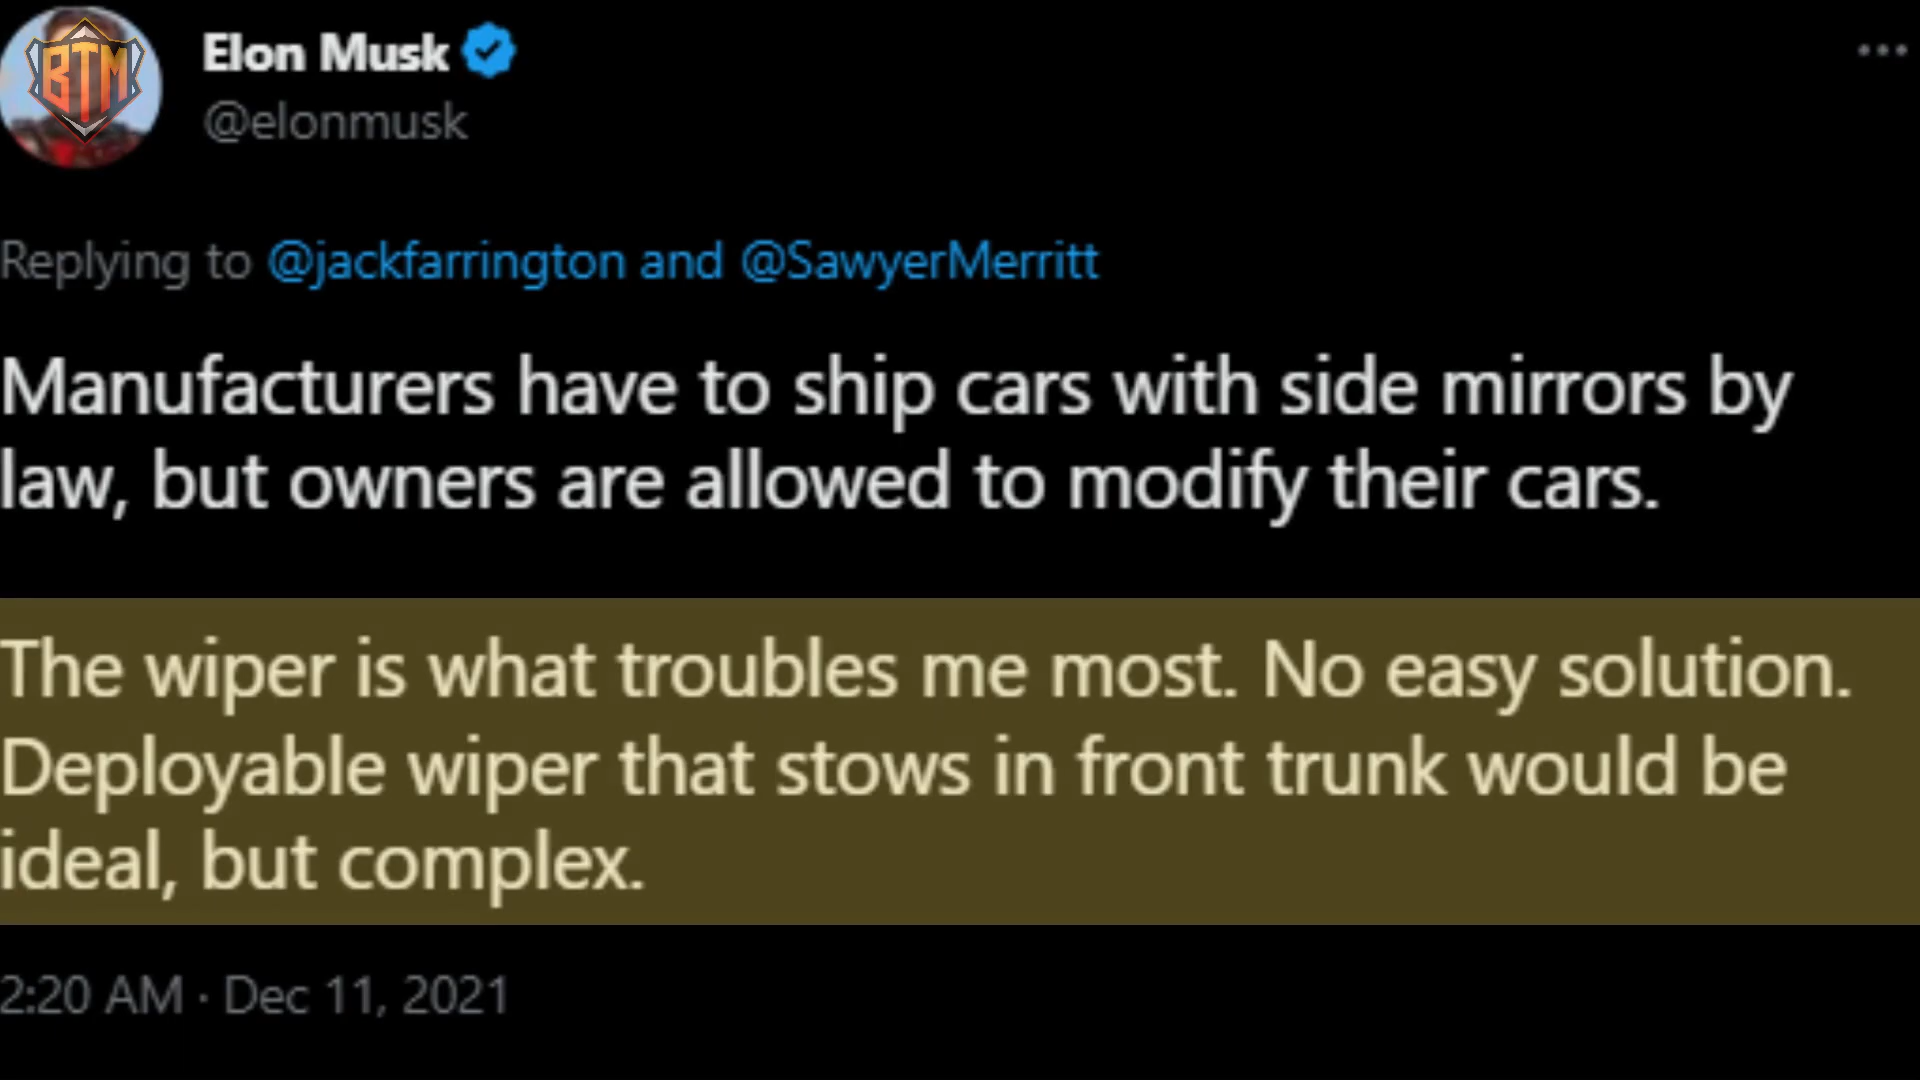 BTM
Elon Musk
@elonmusk
Replying to @jackfarrington and @SawyerMerritt
Manufacturers have to ship cars with side mirrors by
law, but owners are allowed to modify their cars.
The wiper is what troubles me most. No easy solution.
Deployable wiper that stows in front trunk would be
ideal, but complex.
2:20 AM · Dec 11, 2021